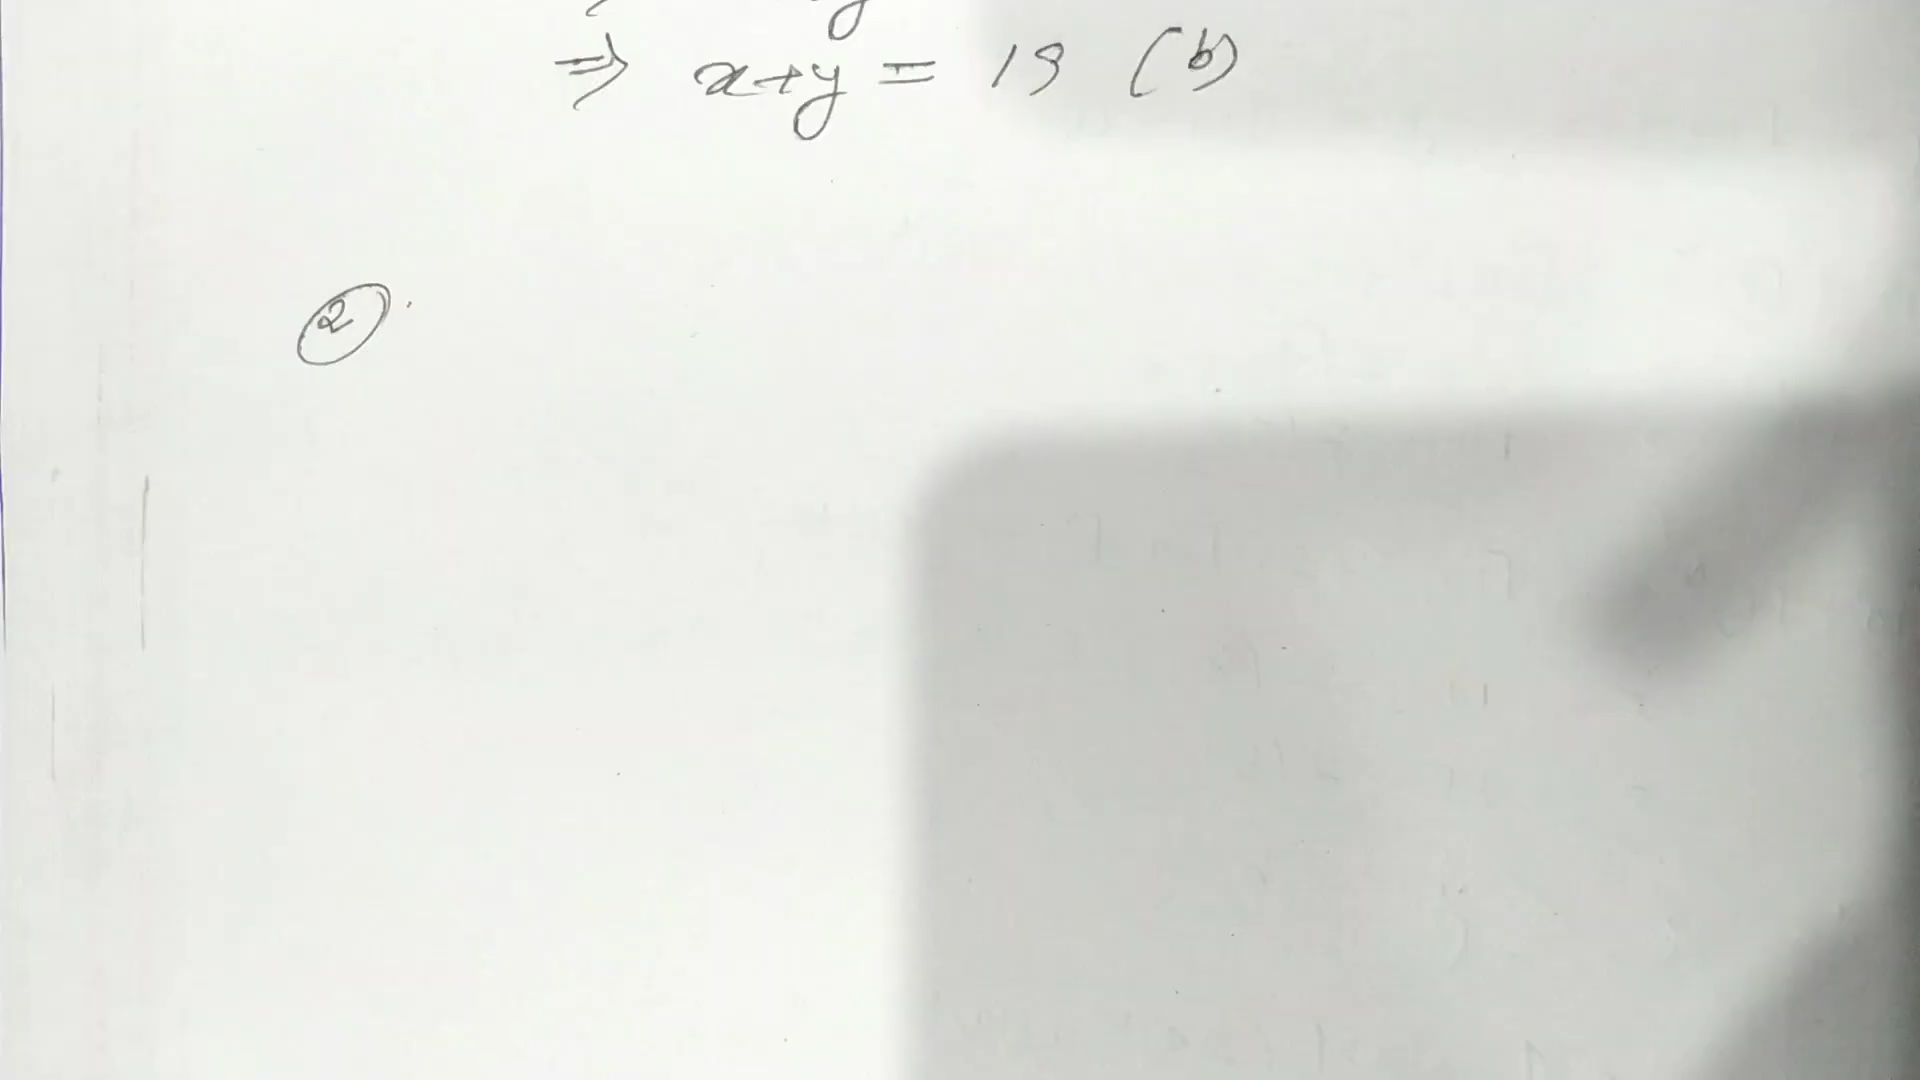 ⇒ x+y = 19 (b)
2.